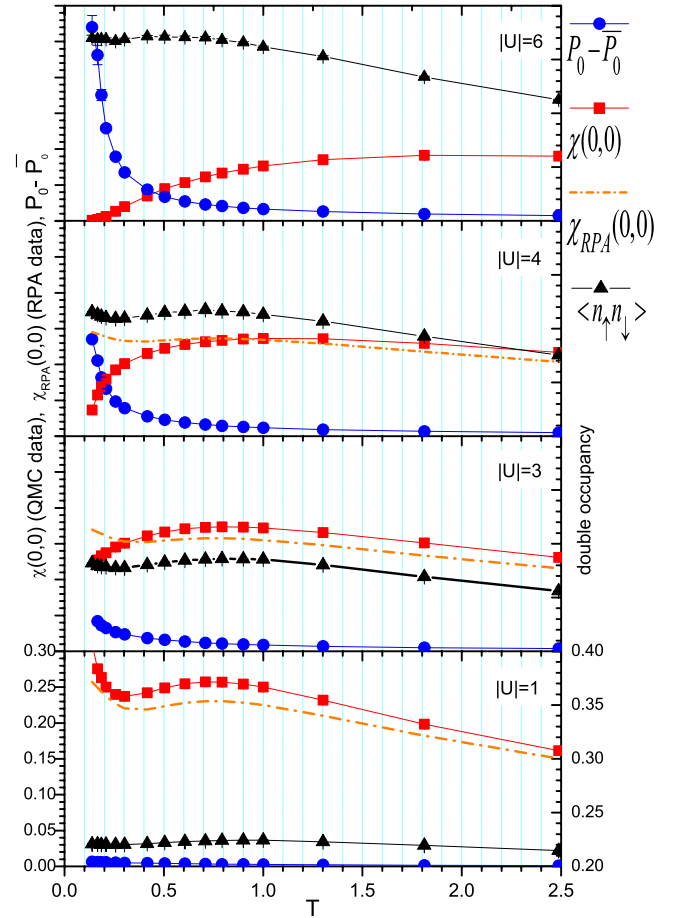 χ(0,0) (QMC data), χRPA(0,0) (RPA data), P₀-P̅₀
|U|=6
|U|=4
|U|=3
0.30
0.40
|U|=1
0.25
0.20
0.15
0.10
0.05
0.00
0.35
0.30
0.25
0.20
double occupancy
0.0
0.5
1.0
1.5
2.0
2.5
T
P₀-P̅₀
χ(0,0)
χRPA(0,0)
<n↑n↓>